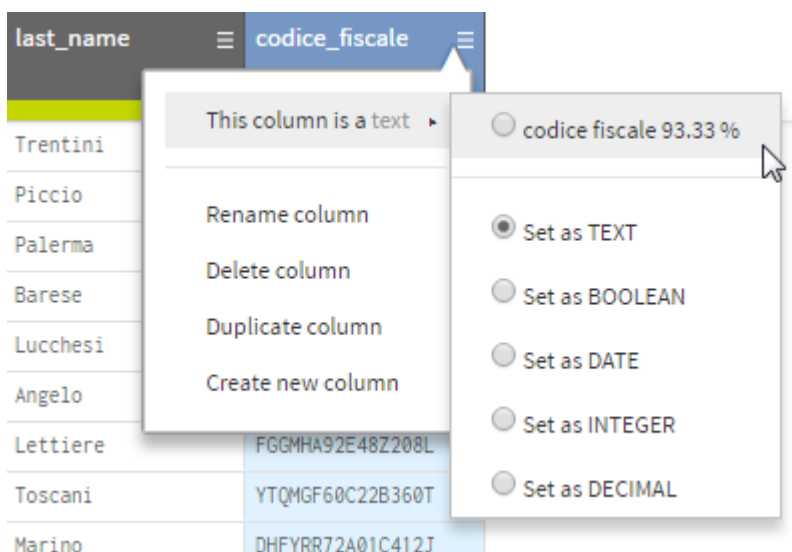 last_name
codice_fiscale
This column is a text
codice fiscale 93.33 %
Rename column
Delete column
Duplicate column
Create new column
Set as TEXT
Set as BOOLEAN
Set as DATE
Set as INTEGER
Set as DECIMAL
Trentini
Piccio
Palerma
Barese
Lucchesi
Angelo
Lettiere FGGMHA92E48Z208L
Toscani YTQMGF60C22B360T
Marino DHFYRR72A01C412J